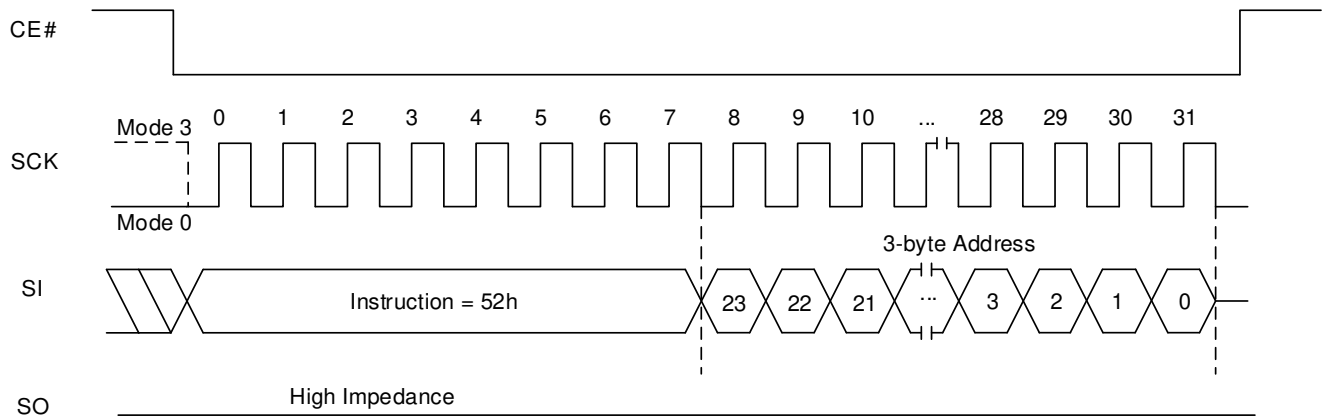 CE#
0 1 2 3 4 5 6 7 8 9 10 ... 28 29 30 31
Mode 3
SCK
Mode 0
3-byte Address
SI
Instruction = 52h 23 22 21 ... 3 2 1 0
High Impedance
SO